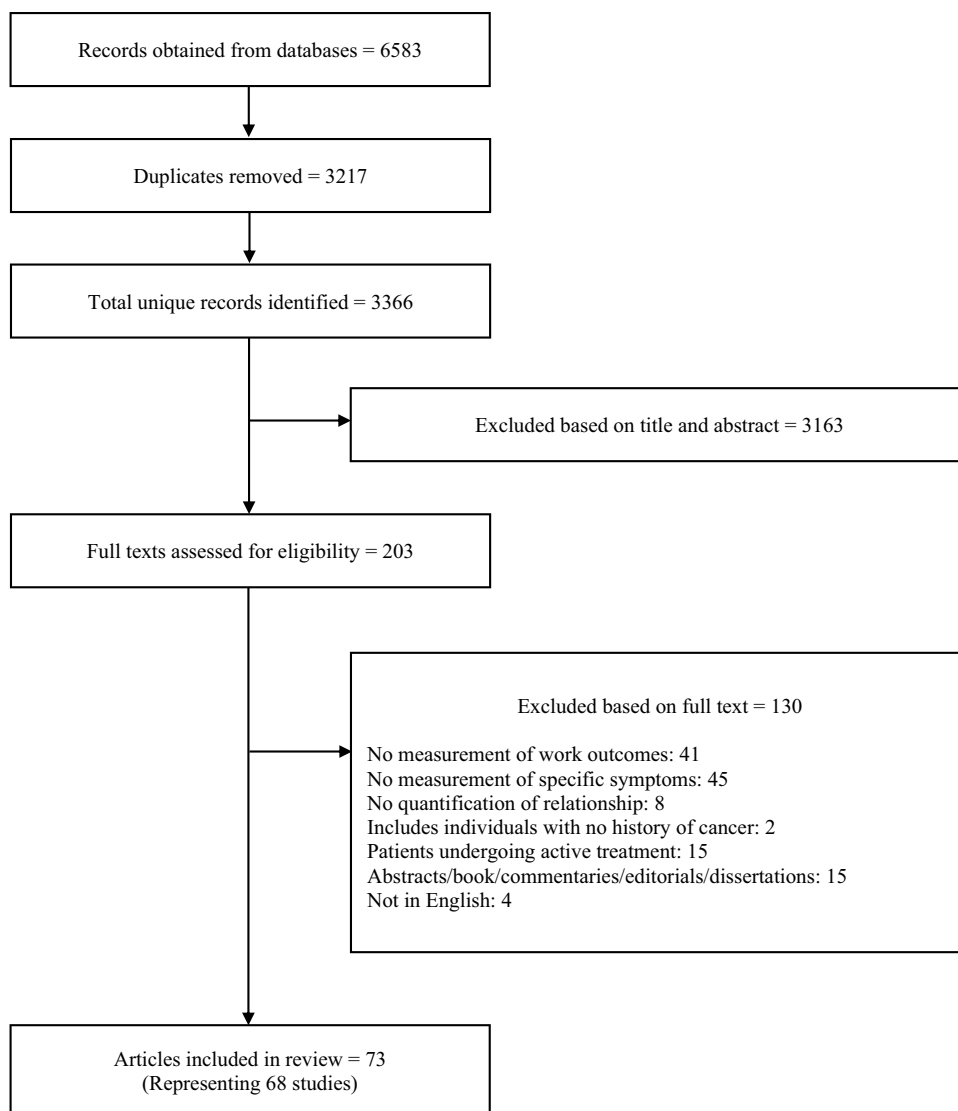 Records obtained from databases = 6583
Duplicates removed = 3217
Total unique records identified = 3366
Excluded based on title and abstract = 3163
Full texts assessed for eligibility = 203
Excluded based on full text = 130
No measurement of work outcomes: 41
No measurement of specific symptoms: 45
No quantification of relationship: 8
Includes individuals with no history of cancer: 2
Patients undergoing active treatment: 15
Abstracts/book/commentaries/editorials/dissertations: 15
Not in English: 4
Articles included in review = 73
(Representing 68 studies)